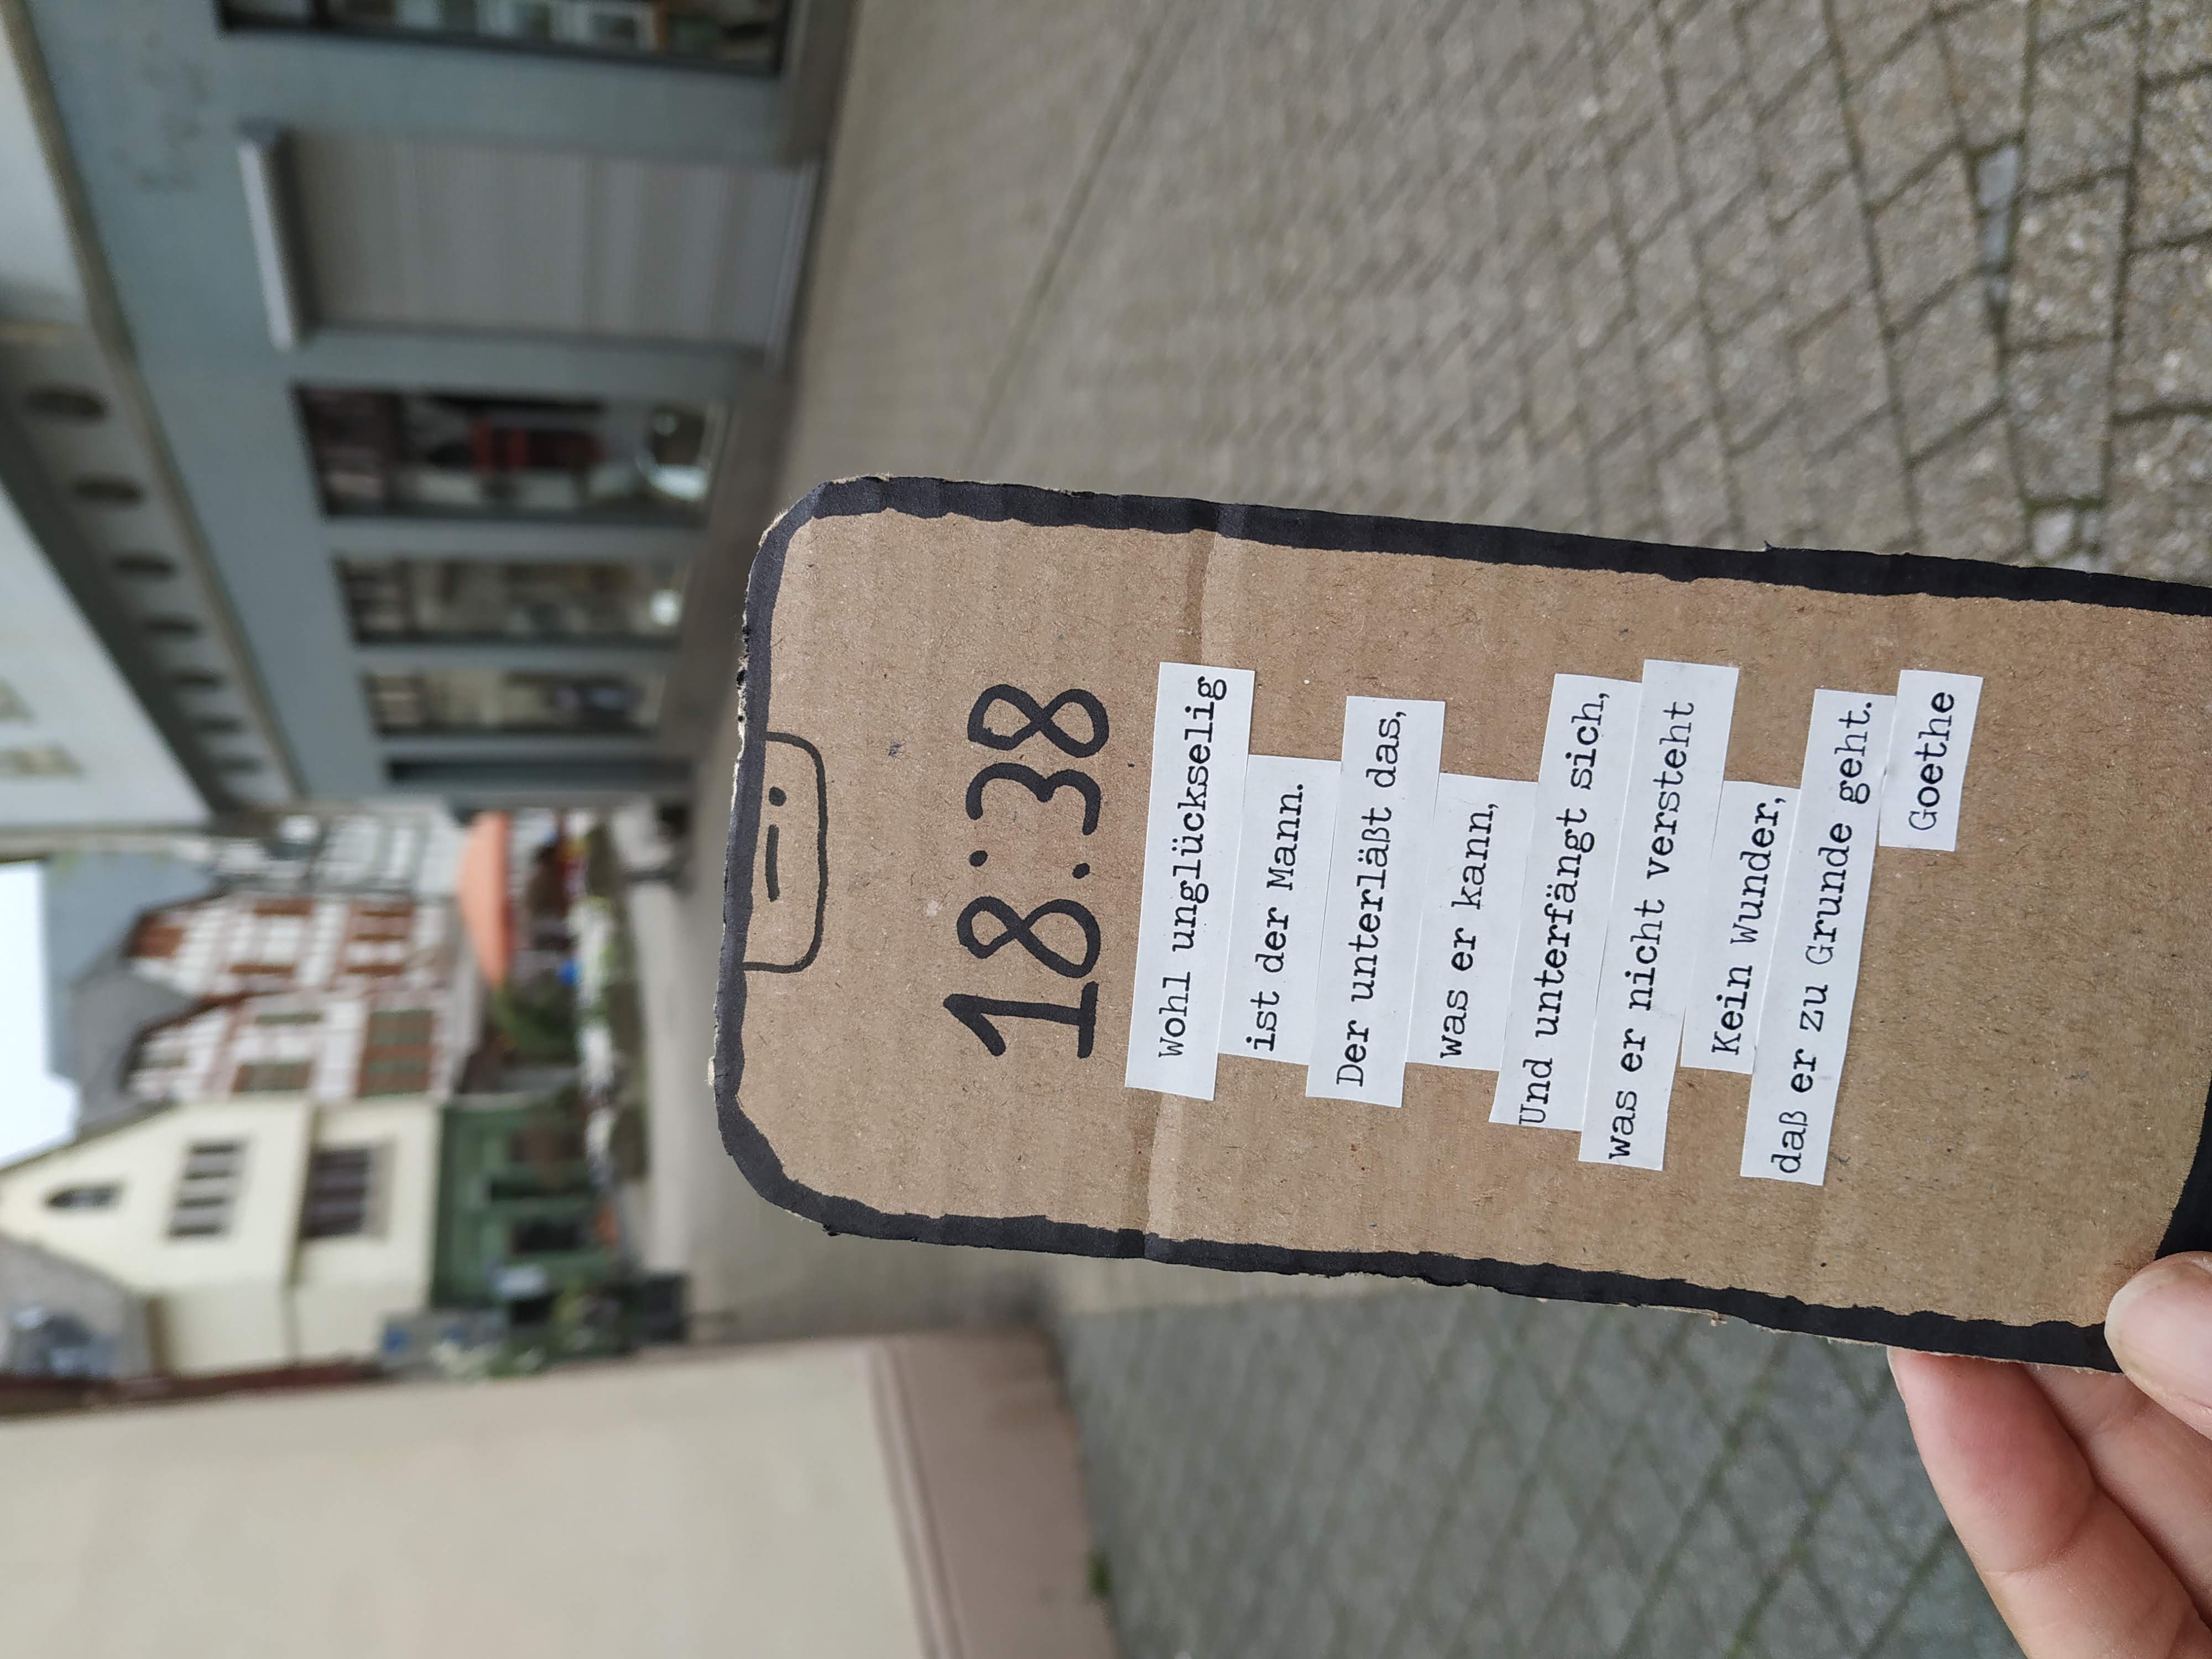 18:38
Wohl unglückselig
ist der Mann.
Der unterläßt das,
was er kann,
Und unterfängt sich,
was er nicht versteht
Kein Wunder,
daß er zu Grunde geht.
Goethe